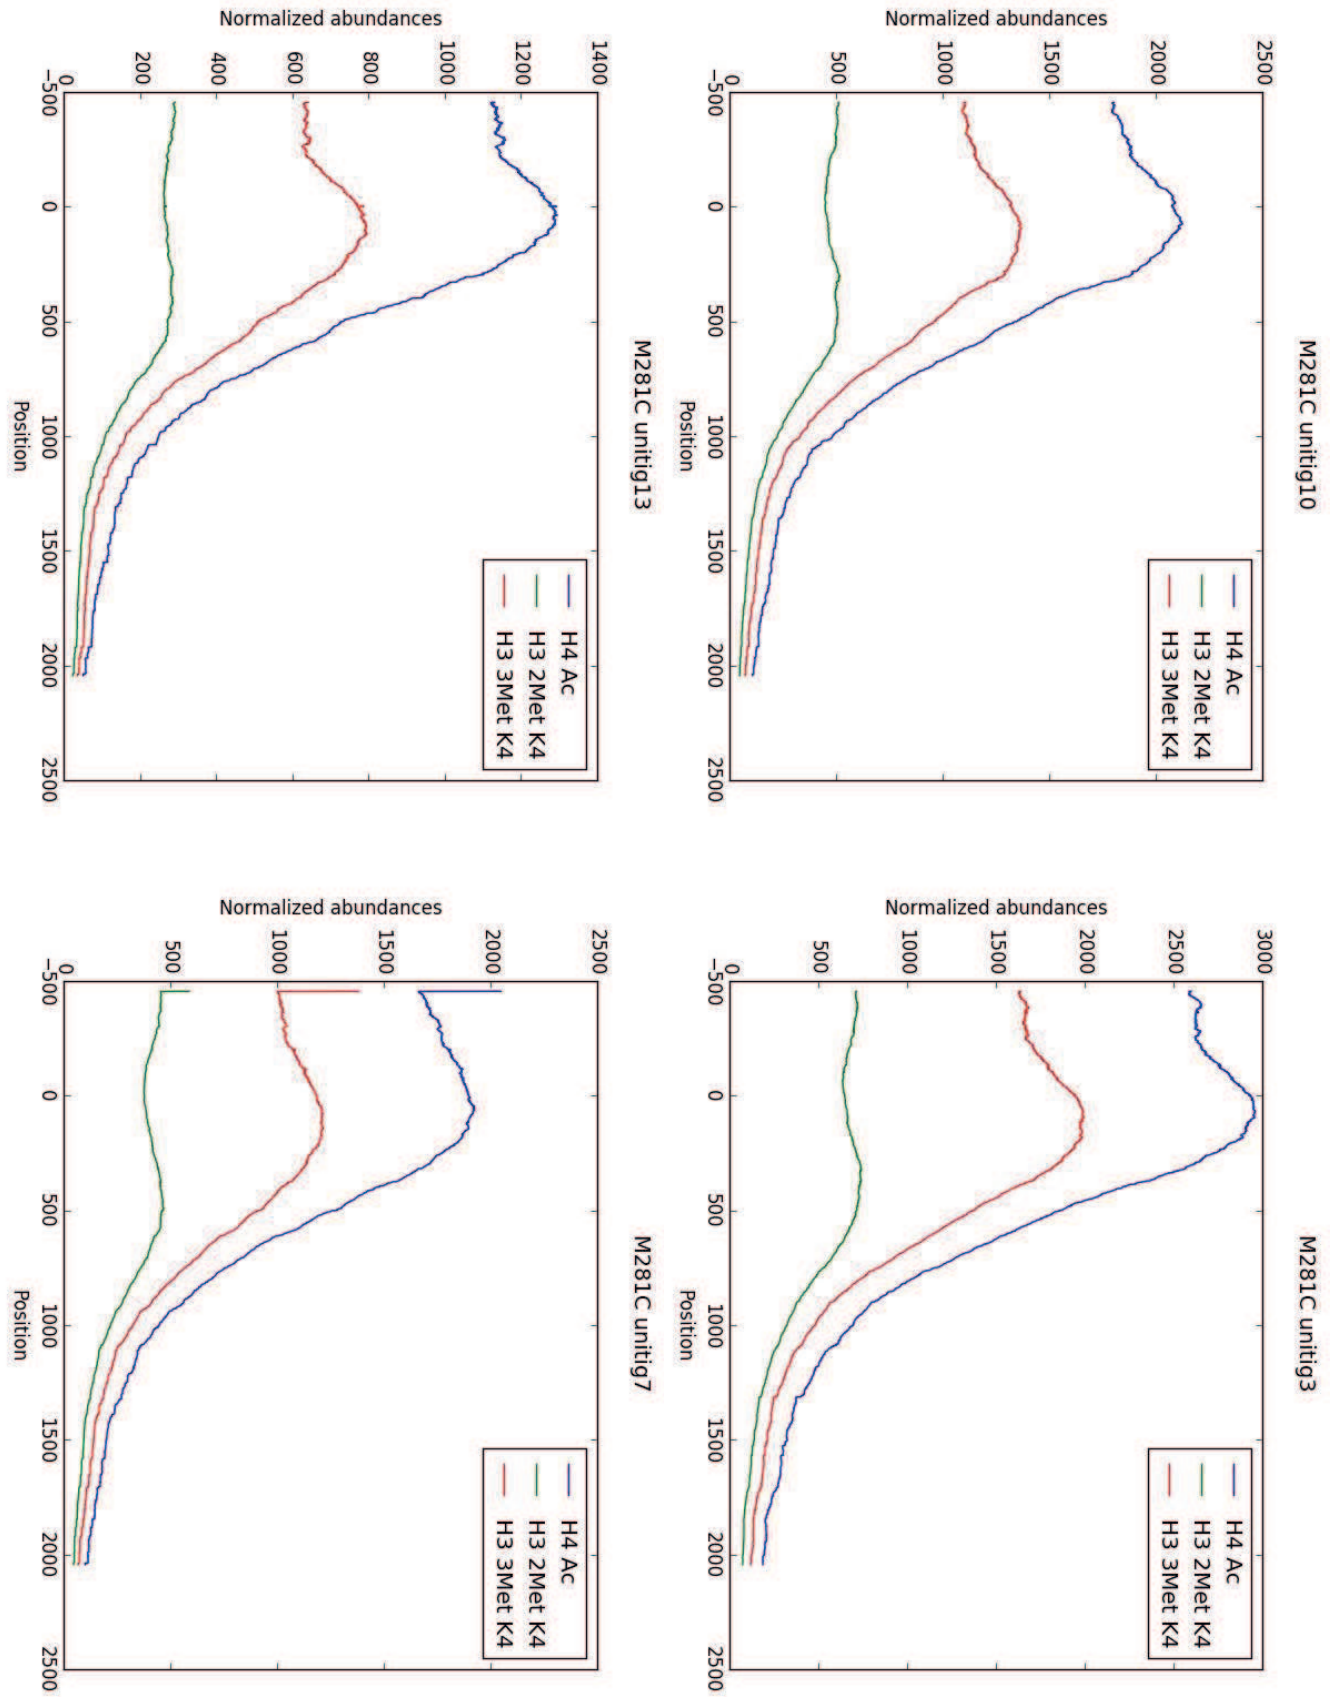 M281C unitig10
Normalized abundances
2500
2000
1500
1000
500
0
−500
0
500
1000
1500
2000
2500
Position
H4 Ac
H3 2Met K4
H3 3Met K4
M281C unitig3
Normalized abundances
3000
2500
2000
1500
1000
500
0
−500
0
500
1000
1500
2000
2500
Position
H4 Ac
H3 2Met K4
H3 3Met K4
M281C unitig13
Normalized abundances
1400
1200
1000
800
600
400
200
0
−500
0
500
1000
1500
2000
2500
Position
H4 Ac
H3 2Met K4
H3 3Met K4
M281C unitig7
Normalized abundances
2500
2000
1500
1000
500
0
−500
0
500
1000
1500
2000
2500
Position
H4 Ac
H3 2Met K4
H3 3Met K4